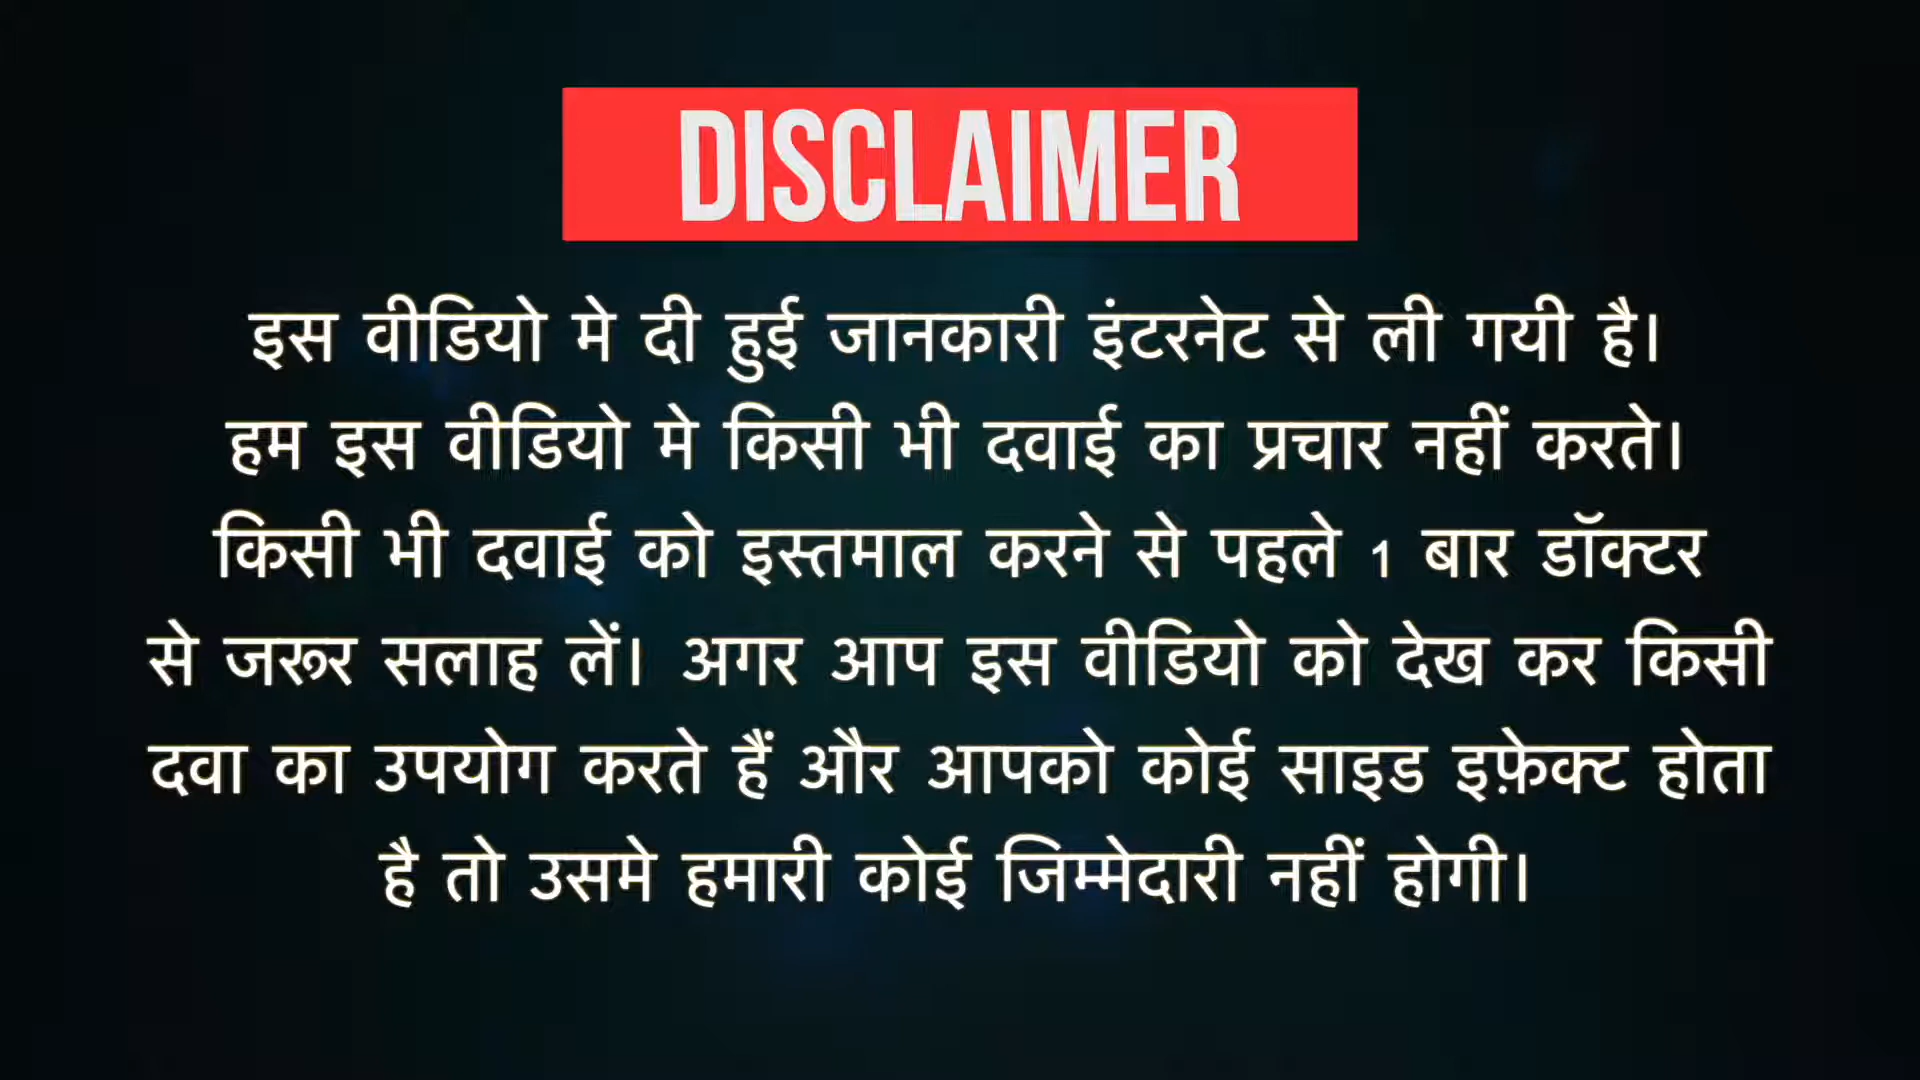 DISCLAIMER
इस वीडियो मे दी हुई जानकारी इंटरनेट से ली गयी है।
हम इस वीडियो मे किसी भी दवाई का प्रचार नहीं करते।
किसी भी दवाई को इस्तमाल करने से पहले 1 बार डॉक्टर
से जरूर सलाह लें। अगर आप इस वीडियो को देख कर किसी
दवा का उपयोग करते हैं और आपको कोई साइड इफ़ेक्ट होता
है तो उसमे हमारी कोई जिम्मेदारी नहीं होगी।